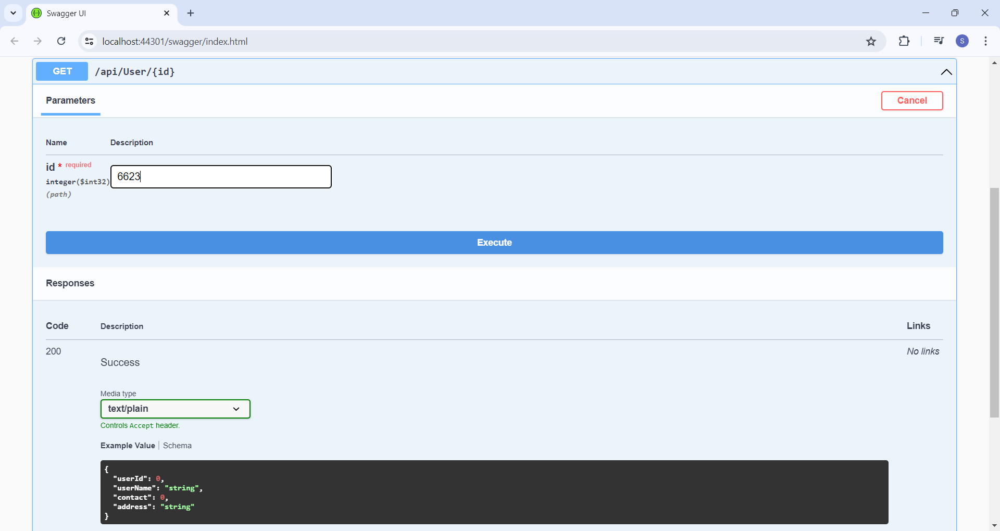 Swagger UI
localhost:44301/swagger/index.html
S
GET /api/User/{id}
Parameters
Cancel
Name Description
id * required
integer($int32)
(path)
6623
Execute
Responses
Code Description Links
200
Success
No links
Media type
text/plain
Controls Accept header.
Example Value | Schema
{
"userId": 0,
"userName": "string",
"contact": 0,
"address": "string"
}